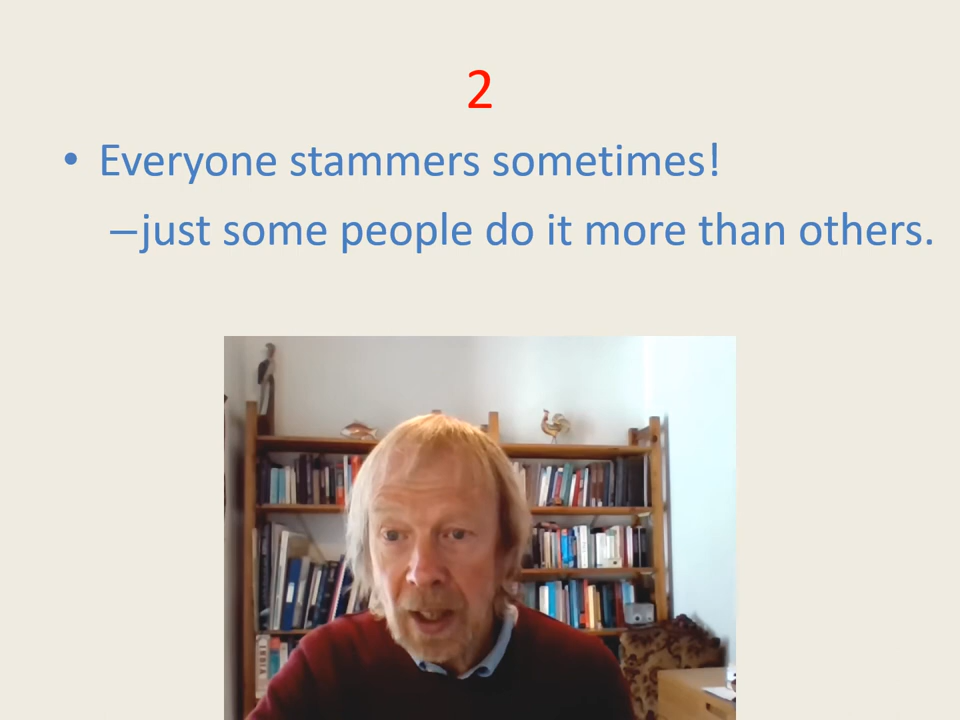 2
• Everyone stammers sometimes!
–just some people do it more than others.